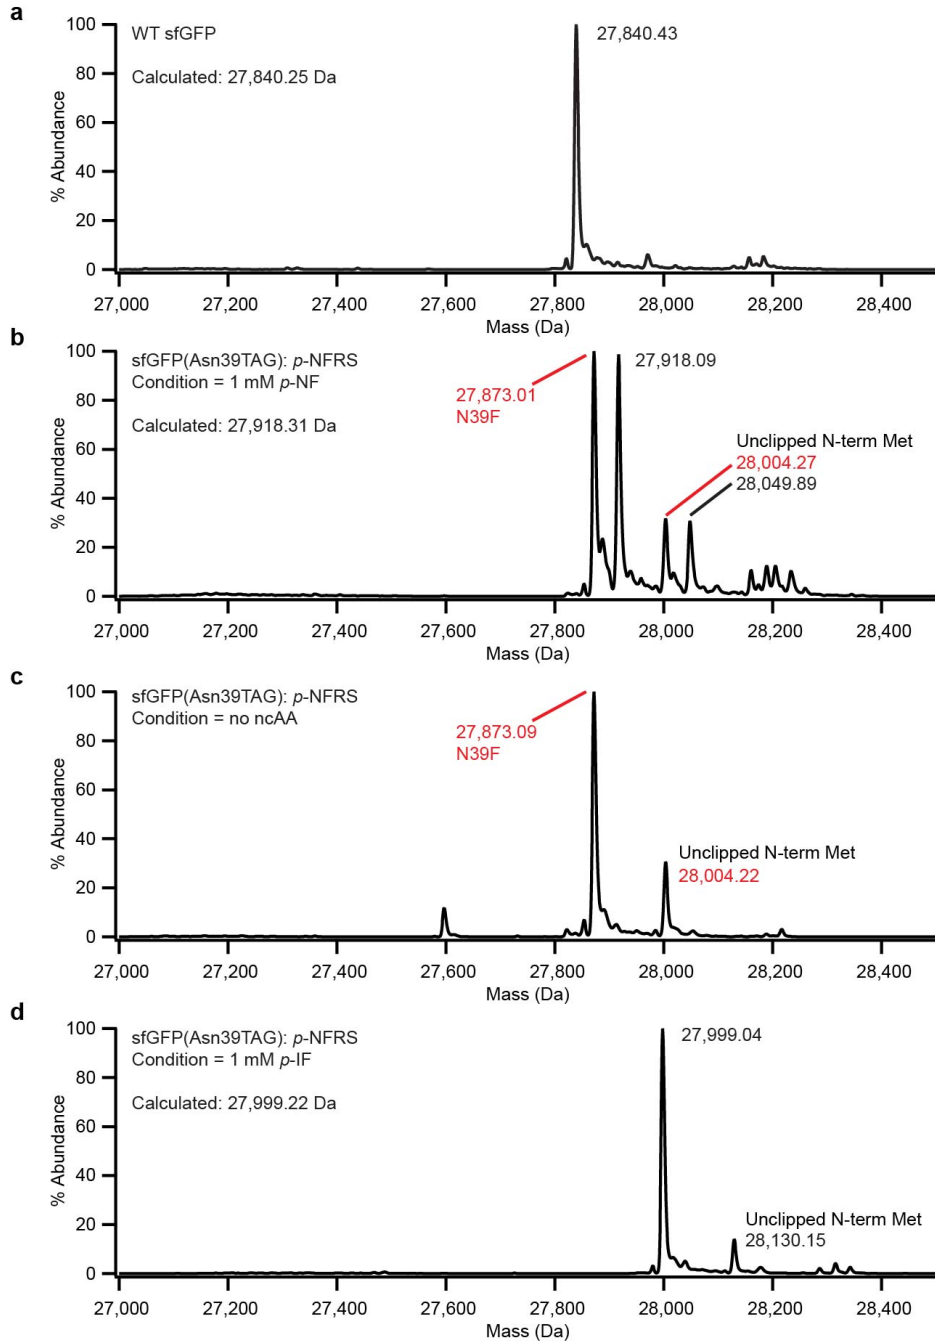 a
WT sfGFP
Calculated: 27,840.25 Da
27,840.43
% Abundance
100
80
60
40
20
0
27,000 27,200 27,400 27,600 27,800 28,000 28,200 28,400
Mass (Da)
b
sfGFP(Asn39TAG): p-NFRS
Condition = 1 mM p-NF
Calculated: 27,918.31 Da
27,873.01
N39F
27,918.09
Unclipped N-term Met
28,004.27
28,049.89
% Abundance
100
80
60
40
20
0
27,000 27,200 27,400 27,600 27,800 28,000 28,200 28,400
Mass (Da)
c
sfGFP(Asn39TAG): p-NFRS
Condition = no ncAA
27,873.09
N39F
Unclipped N-term Met
28,004.22
% Abundance
100
80
60
40
20
0
27,000 27,200 27,400 27,600 27,800 28,000 28,200 28,400
Mass (Da)
d
sfGFP(Asn39TAG): p-NFRS
Condition = 1 mM p-IF
Calculated: 27,999.22 Da
27,999.04
Unclipped N-term Met
28,130.15
% Abundance
100
80
60
40
20
0
27,000 27,200 27,400 27,600 27,800 28,000 28,200 28,400
Mass (Da)